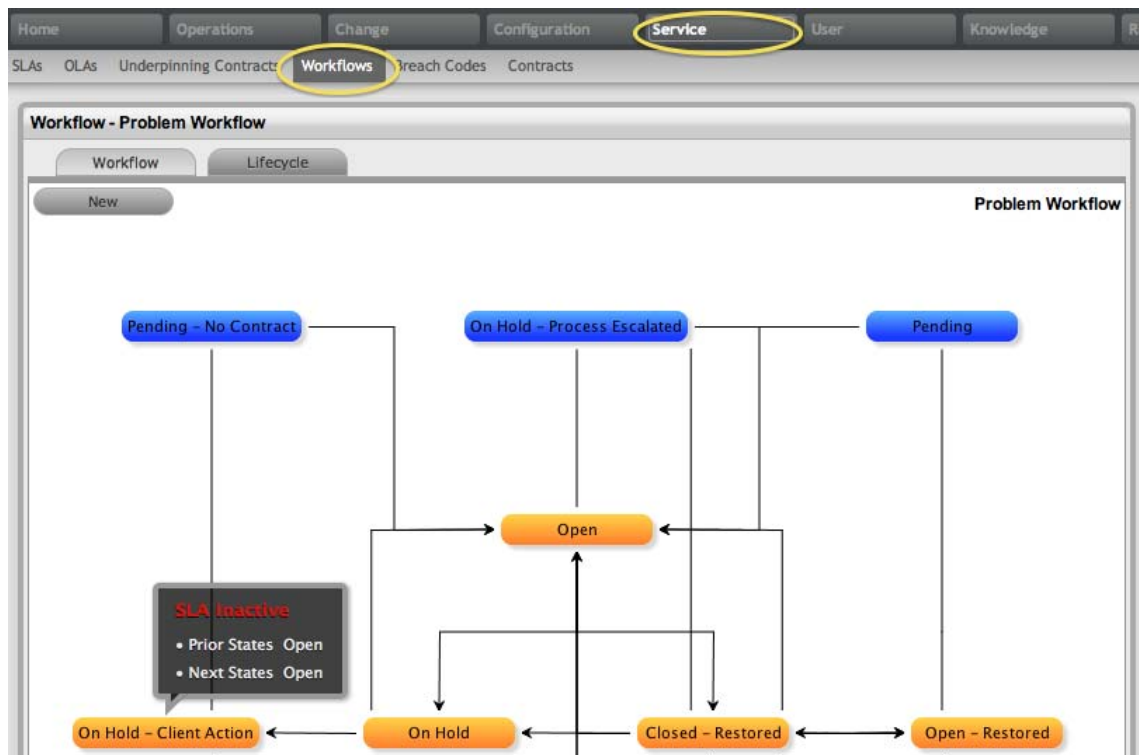 Home Operations Change Configuration Service User Knowledge R
SLAs OLAs Underpinning Contracts Workflows Breach Codes Contracts
Workflow - Problem Workflow
Workflow Lifecycle
New Problem Workflow
Pending – No Contract On Hold – Process Escalated Pending
Open
SLA Inactive
• Prior States Open
• Next States Open
On Hold – Client Action On Hold Closed – Restored Open – Restored